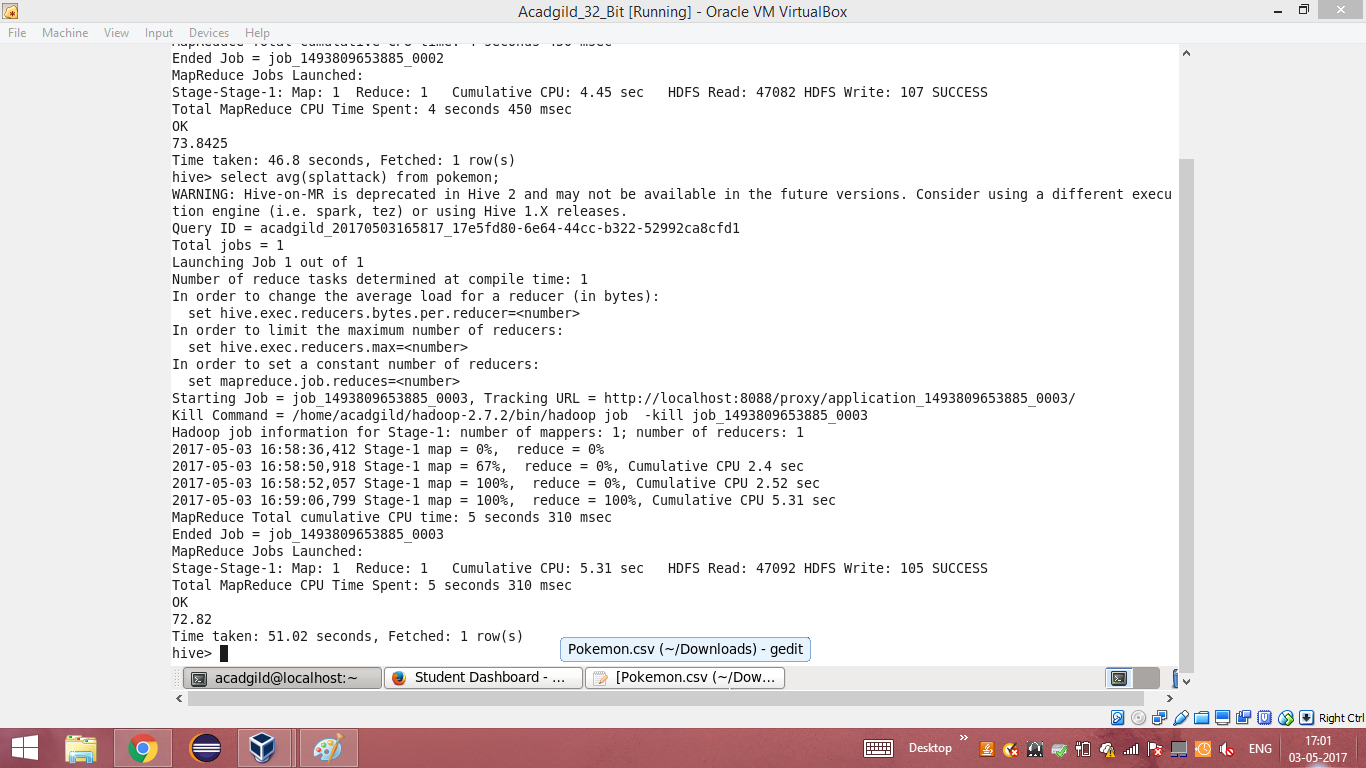 Acadgild_32_Bit [Running] - Oracle VM VirtualBox
File Machine View Input Devices Help
MapReduce Total cumulative CPU time: 4 seconds 450 msec
Ended Job = job_1493809653885_0002
MapReduce Jobs Launched:
Stage-Stage-1: Map: 1  Reduce: 1   Cumulative CPU: 4.45 sec   HDFS Read: 47082 HDFS Write: 107 SUCCESS
Total MapReduce CPU Time Spent: 4 seconds 450 msec
OK
73.8425
Time taken: 46.8 seconds, Fetched: 1 row(s)
hive> select avg(splattack) from pokemon;
WARNING: Hive-on-MR is deprecated in Hive 2 and may not be available in the future versions. Consider using a different execu
tion engine (i.e. spark, tez) or using Hive 1.X releases.
Query ID = acadgild_20170503165817_17e5fd80-6e64-44cc-b322-52992ca8cfd1
Total jobs = 1
Launching Job 1 out of 1
Number of reduce tasks determined at compile time: 1
In order to change the average load for a reducer (in bytes):
  set hive.exec.reducers.bytes.per.reducer=<number>
In order to limit the maximum number of reducers:
  set hive.exec.reducers.max=<number>
In order to set a constant number of reducers:
  set mapreduce.job.reduces=<number>
Starting Job = job_1493809653885_0003, Tracking URL = http://localhost:8088/proxy/application_1493809653885_0003/
Kill Command = /home/acadgild/hadoop-2.7.2/bin/hadoop job  -kill job_1493809653885_0003
Hadoop job information for Stage-1: number of mappers: 1; number of reducers: 1
2017-05-03 16:58:36,412 Stage-1 map = 0%,  reduce = 0%
2017-05-03 16:58:50,918 Stage-1 map = 67%,  reduce = 0%, Cumulative CPU 2.4 sec
2017-05-03 16:58:52,057 Stage-1 map = 100%,  reduce = 0%, Cumulative CPU 2.52 sec
2017-05-03 16:59:06,799 Stage-1 map = 100%,  reduce = 100%, Cumulative CPU 5.31 sec
MapReduce Total cumulative CPU time: 5 seconds 310 msec
Ended Job = job_1493809653885_0003
MapReduce Jobs Launched:
Stage-Stage-1: Map: 1  Reduce: 1   Cumulative CPU: 5.31 sec   HDFS Read: 47092 HDFS Write: 105 SUCCESS
Total MapReduce CPU Time Spent: 5 seconds 310 msec
OK
72.82
Time taken: 51.02 seconds, Fetched: 1 row(s)
hive>
Pokemon.csv (~/Downloads) - gedit
acadgild@localhost:~ Student Dashboard - ... [Pokemon.csv (~/Dow...
Right Ctrl
Desktop » ENG 17:01
03-05-2017